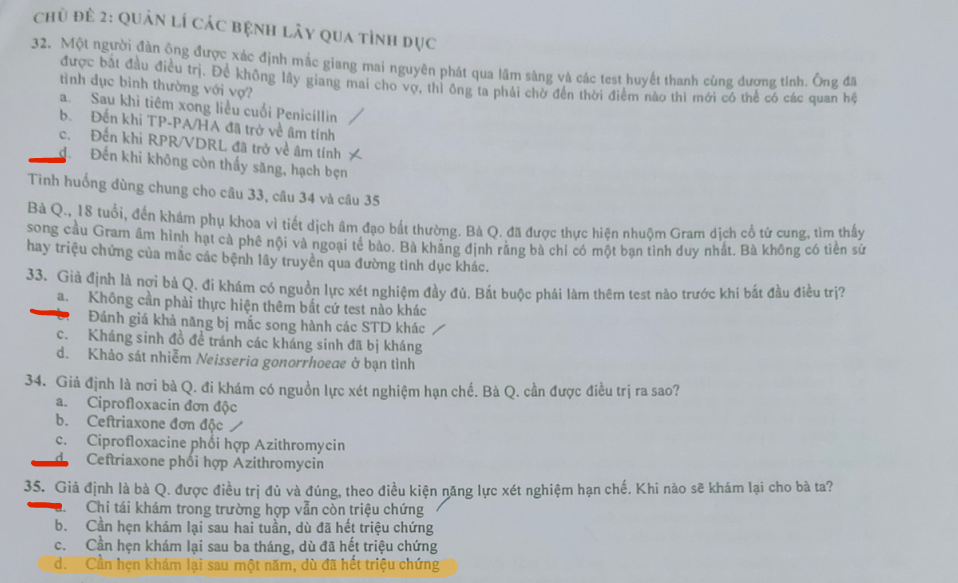 CHỦ ĐỀ 2: QUẢN LÍ CÁC BỆNH LÂY QUA TÌNH DỤC
32. Một người đàn ông được xác định mắc giang mai nguyên phát qua lâm sàng và các test huyết thanh cùng dương tính. Ông đã
được bắt đầu điều trị. Để không lây giang mai cho vợ, thì ông ta phải chờ đến thời điểm nào thì mới có thể có các quan hệ
tình dục bình thường với vợ?
a. Sau khi tiêm xong liều cuối Penicillin
b. Đến khi TP-PA/HA đã trở về âm tính
c. Đến khi RPR/VDRL đã trở về âm tính
d. Đến khi không còn thấy săng, hạch bẹn
Tình huống dùng chung cho câu 33, câu 34 và câu 35
Bà Q., 18 tuổi, đến khám phụ khoa vì tiết dịch âm đạo bất thường. Bà Q. đã được thực hiện nhuộm Gram dịch cổ tử cung, tìm thấy
song cầu Gram âm hình hạt cà phê nội và ngoại tế bào. Bà khẳng định rằng bà chỉ có một bạn tình duy nhất. Bà không có tiền sử
hay triệu chứng của mắc các bệnh lây truyền qua đường tình dục khác.
33. Giả định là nơi bà Q. đi khám có nguồn lực xét nghiệm đầy đủ. Bắt buộc phải làm thêm test nào trước khi bắt đầu điều trị?
a. Không cần phải thực hiện thêm bất cứ test nào khác
Đánh giá khả năng bị mắc song hành các STD khác
c. Kháng sinh đồ để tránh các kháng sinh đã bị kháng
d. Khảo sát nhiễm Neisseria gonorrhoeae ở bạn tình
34. Giả định là nơi bà Q. đi khám có nguồn lực xét nghiệm hạn chế. Bà Q. cần được điều trị ra sao?
a. Ciprofloxacin đơn độc
b. Ceftriaxone đơn độc
c. Ciprofloxacine phối hợp Azithromycin
d. Ceftriaxone phối hợp Azithromycin
35. Giả định là bà Q. được điều trị đủ và đúng, theo điều kiện năng lực xét nghiệm hạn chế. Khi nào sẽ khám lại cho bà ta?
a. Chỉ tái khám trong trường hợp vẫn còn triệu chứng
b. Cần hẹn khám lại sau hai tuần, dù đã hết triệu chứng
c. Cần hẹn khám lại sau ba tháng, dù đã hết triệu chứng
d. Cần hẹn khám lại sau một năm, dù đã hết triệu chứng